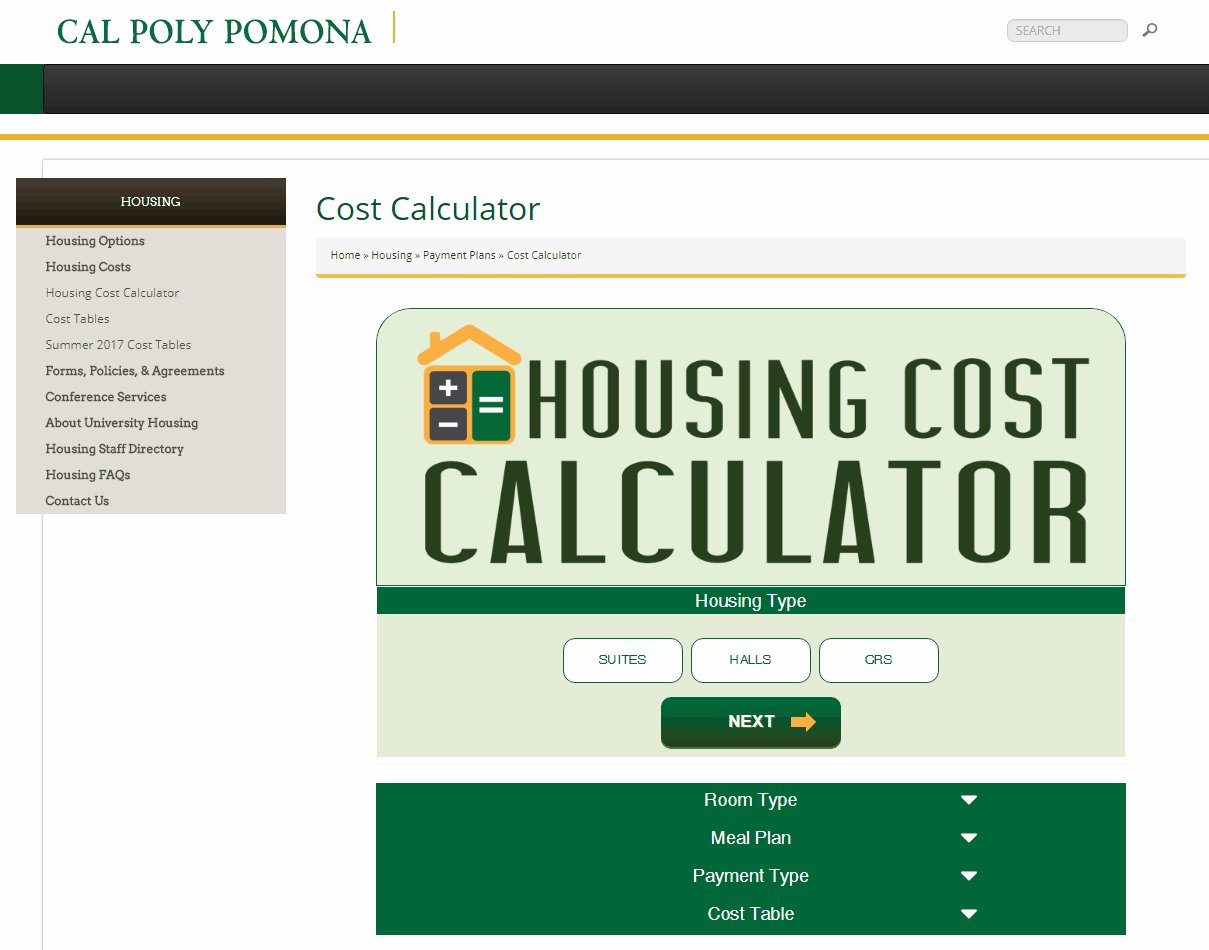 CAL POLY POMONA
SEARCH
HOUSING
Housing Options
Housing Costs
Housing Cost Calculator
Cost Tables
Summer 2017 Cost Tables
Forms, Policies, & Agreements
Conference Services
About University Housing
Housing Staff Directory
Housing FAQs
Contact Us
Cost Calculator
Home » Housing » Payment Plans » Cost Calculator
HOUSING COST
CALCULATOR
Housing Type
SUITES HALLS GRS
NEXT
Room Type
Meal Plan
Payment Type
Cost Table